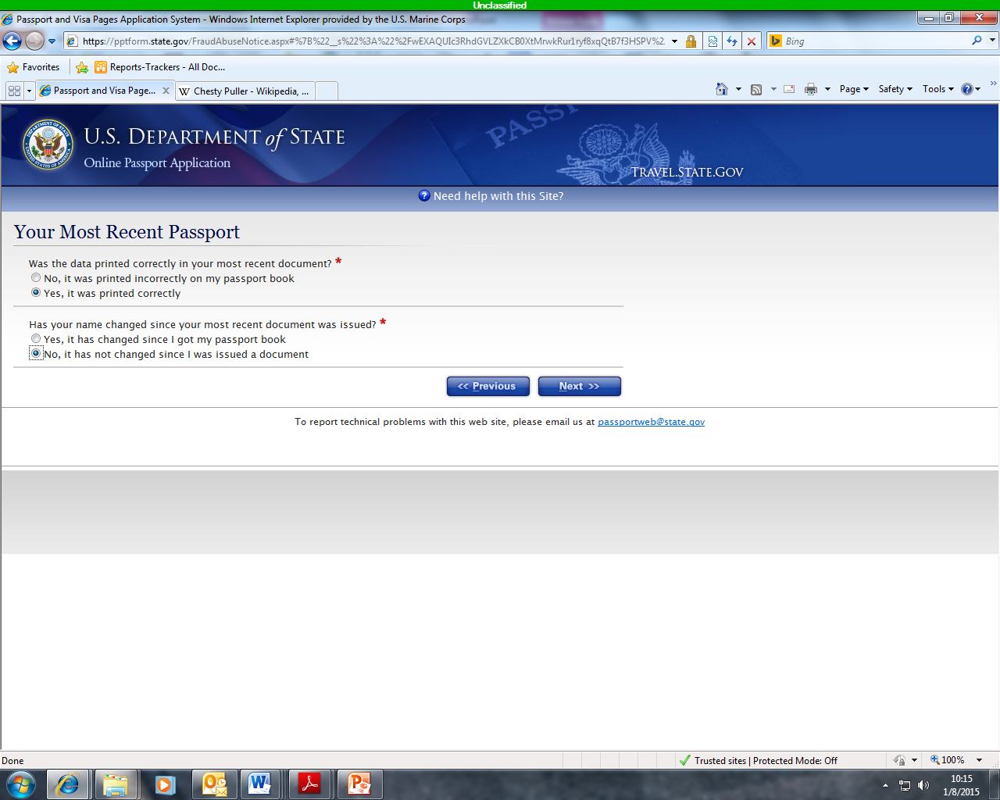 Unclassified
Passport and Visa Pages Application System - Windows Internet Explorer provided by the U.S. Marine Corps
https://pptform.state.gov/FraudAbuseNotice.aspx#%7B%22__s%22%3A%22%2FwEXAQUIc3RhdGVLZXkCB0XtMrwkRur1ryf8xqQtB7f3HSPV%2
Bing
Favorites
Reports-Trackers - All Doc...
Passport and Visa Page...
Chesty Puller - Wikipedia, ...
Page
Safety
Tools
U.S. DEPARTMENT of STATE
Online Passport Application
PASS
TRAVEL.STATE.GOV
Need help with this Site?
Your Most Recent Passport
Was the data printed correctly in your most recent document? *
No, it was printed incorrectly on my passport book
Yes, it was printed correctly
Has your name changed since your most recent document was issued? *
Yes, it has changed since I got my passport book
No, it has not changed since I was issued a document
<< Previous
Next >>
To report technical problems with this web site, please email us at passportweb@state.gov
Done
Trusted sites | Protected Mode: Off
100%
10:15
1/8/2015